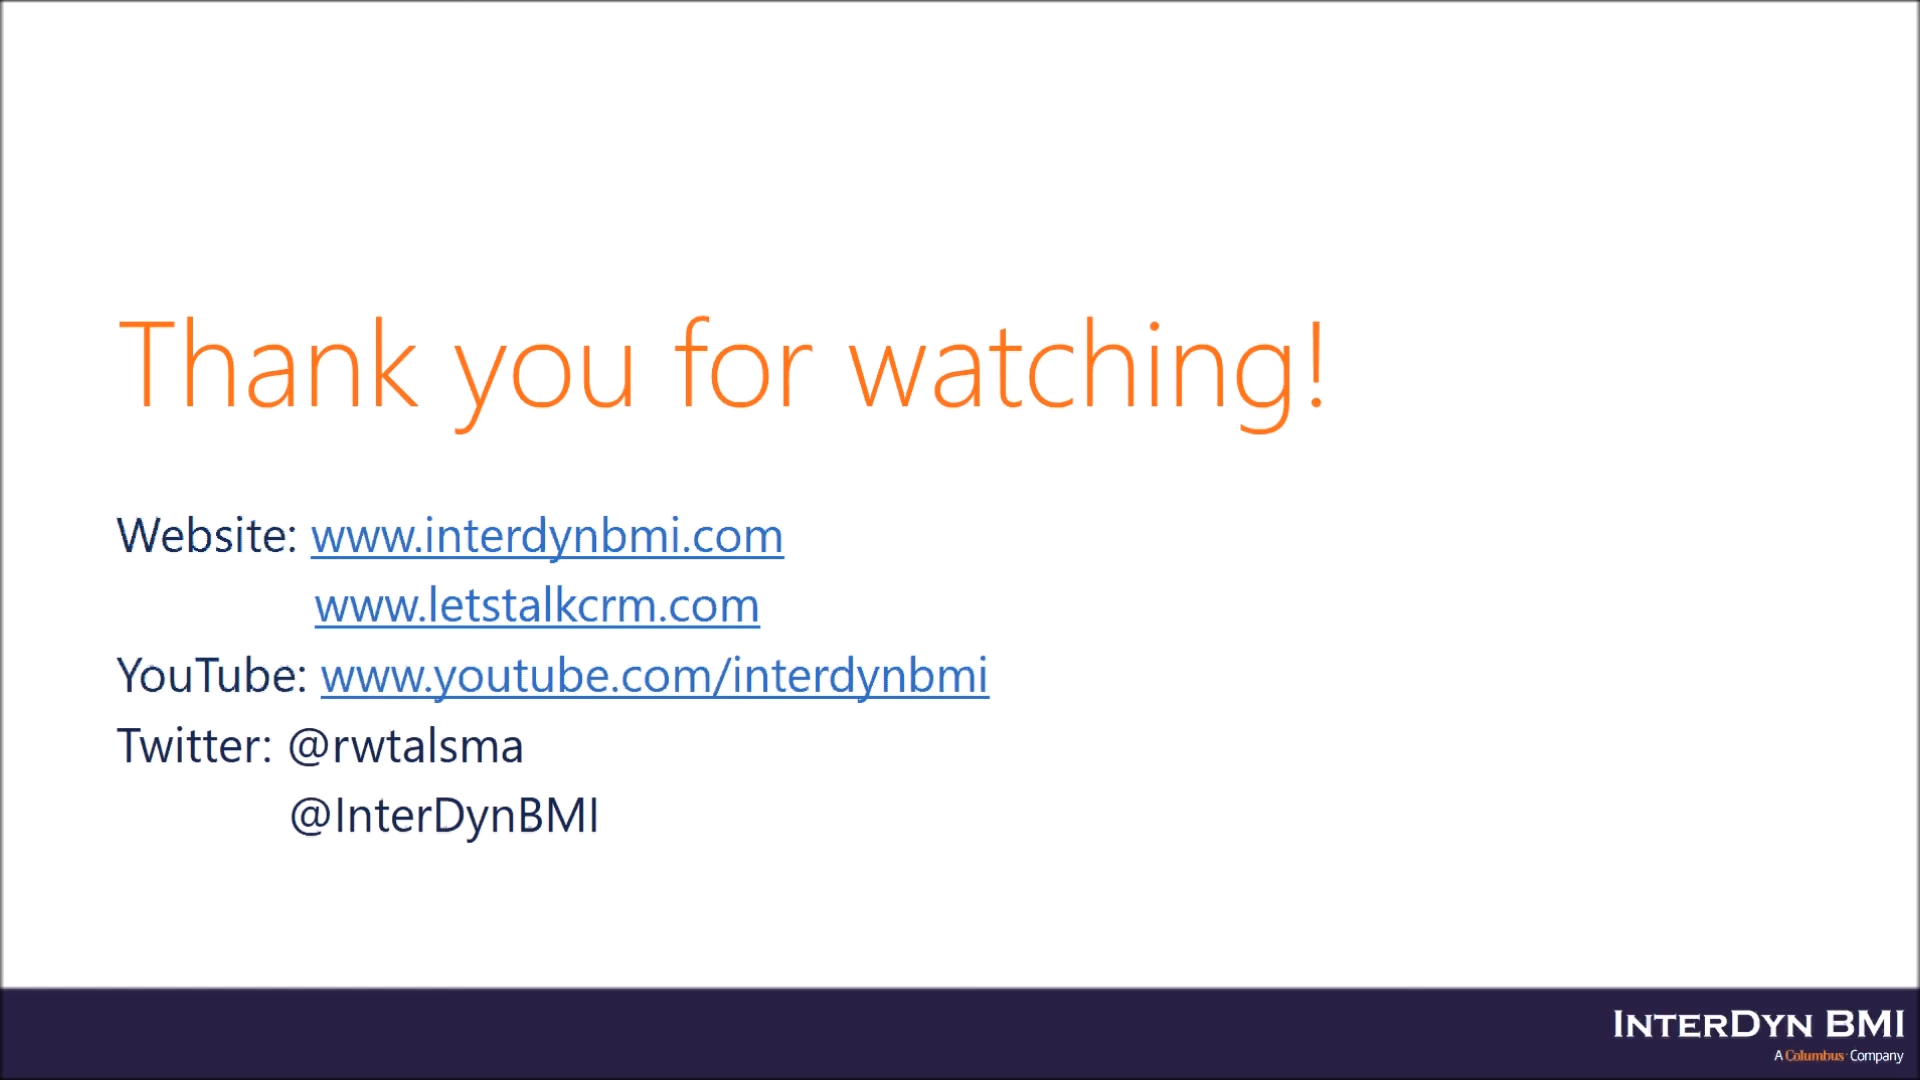 Thank you for watching!
Website: www.interdynbmi.com
www.letstalkcrm.com
YouTube: www.youtube.com/interdynbmi
Twitter: @rwtalsma
@InterDynBMI
INTERDYN BMI
A Columbus Company